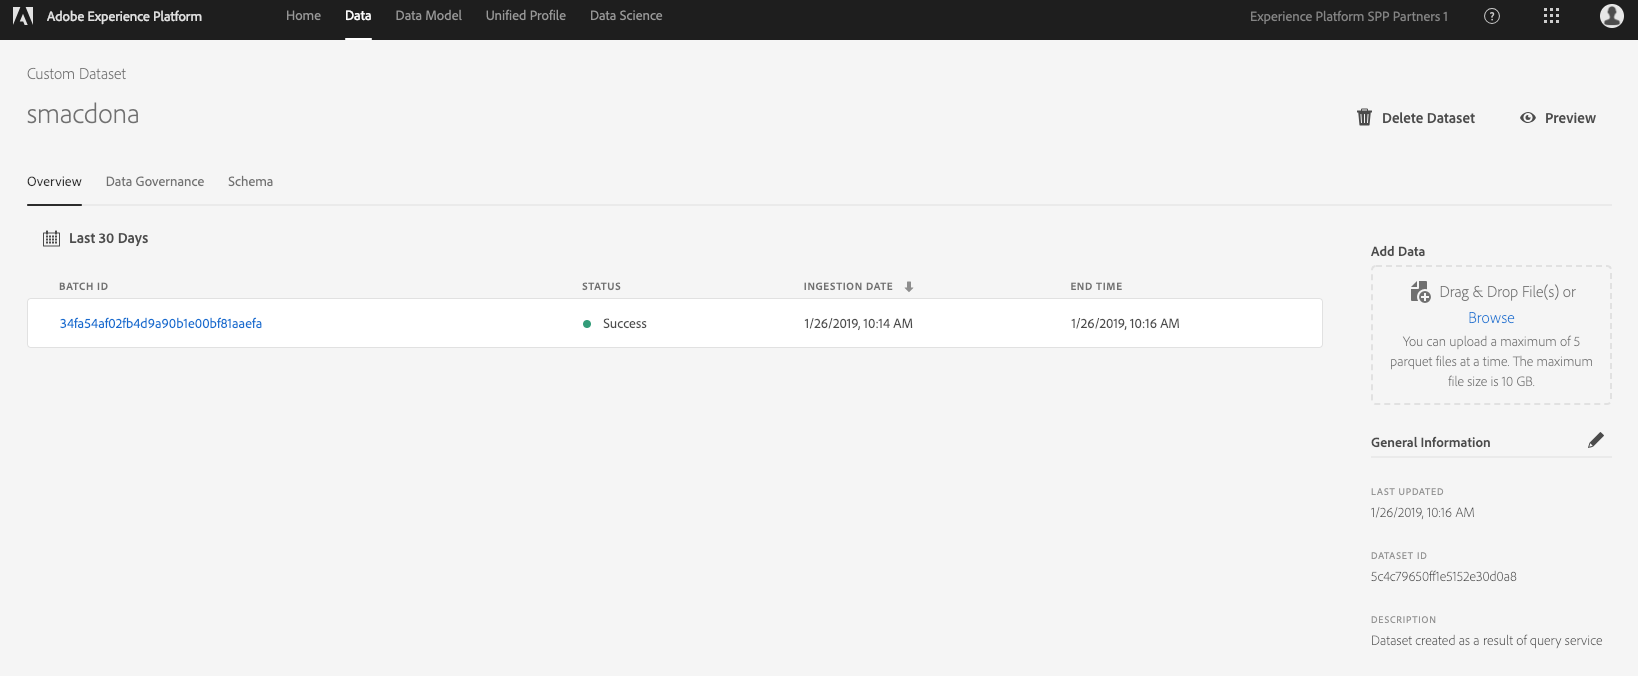 Adobe Experience Platform
Home Data Data Model Unified Profile Data Science
Experience Platform SPP Partners 1
Custom Dataset
smacdona
Delete Dataset Preview
Overview Data Governance Schema
Last 30 Days
BATCH ID STATUS INGESTION DATE END TIME
34fa54af02fb4d9a90b1e00bf81aaefa Success 1/26/2019, 10:14 AM 1/26/2019, 10:16 AM
Add Data
Drag & Drop File(s) or
Browse
You can upload a maximum of 5
parquet files at a time. The maximum
file size is 10 GB.
General Information
LAST UPDATED
1/26/2019, 10:16 AM
DATASET ID
5c4c79650ff1e5152e30d0a8
DESCRIPTION
Dataset created as a result of query service